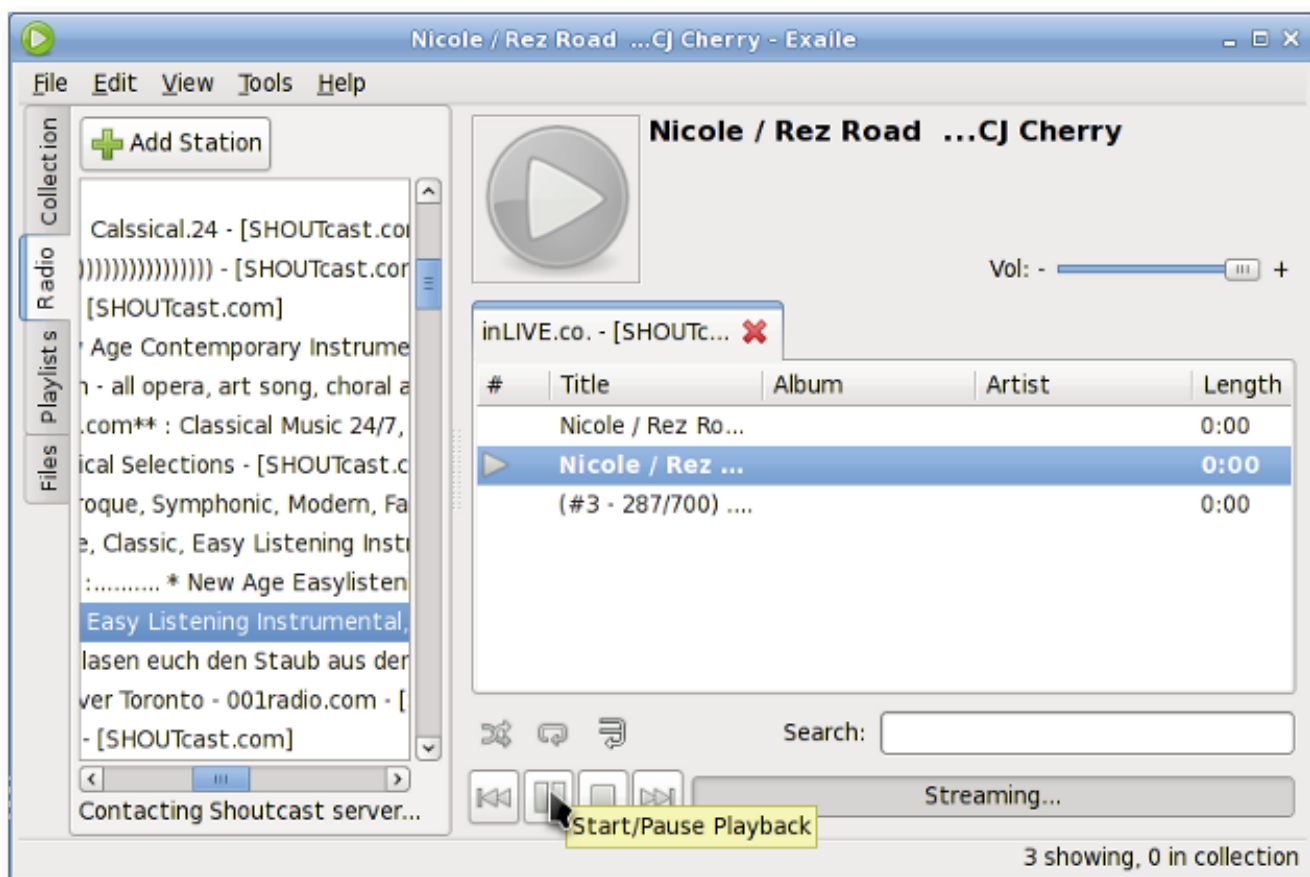 Nicole / Rez Road ...CJ Cherry - Exaile
File Edit View Tools Help
Collection
Radio
Playlists
Files
Add Station
Calssical.24 - [SHOUTcast.co
)))))))))))))))) - [SHOUTcast.cor
[SHOUTcast.com]
Age Contemporary Instrume
- all opera, art song, choral a
.com** : Classical Music 24/7,
ical Selections - [SHOUTcast.c
roque, Symphonic, Modern, Fa
e, Classic, Easy Listening Inst
:.......... * New Age Easylisteni
Easy Listening Instrumental,
lasen euch den Staub aus der
ver Toronto - 001radio.com - [
- [SHOUTcast.com]
Contacting Shoutcast server...
Nicole / Rez Road ...CJ Cherry
Vol: - +
inLIVE.co. - [SHOUTc...
# Title Album Artist Length
Nicole / Rez Ro... 0:00
Nicole / Rez ... 0:00
(#3 - 287/700) .... 0:00
Search:
Streaming...
Start/Pause Playback
3 showing, 0 in collection